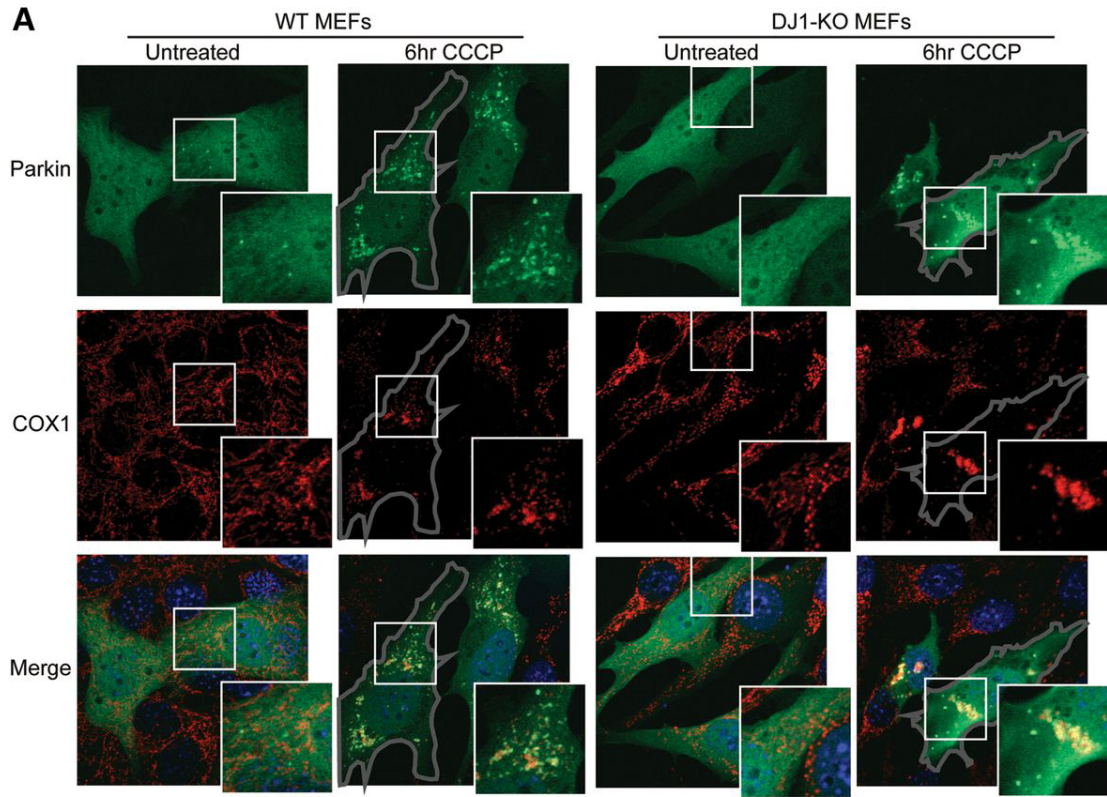 A
WT MEFs
DJ1-KO MEFs
Untreated
6hr CCCP
Untreated
6hr CCCP
Parkin
COX1
Merge